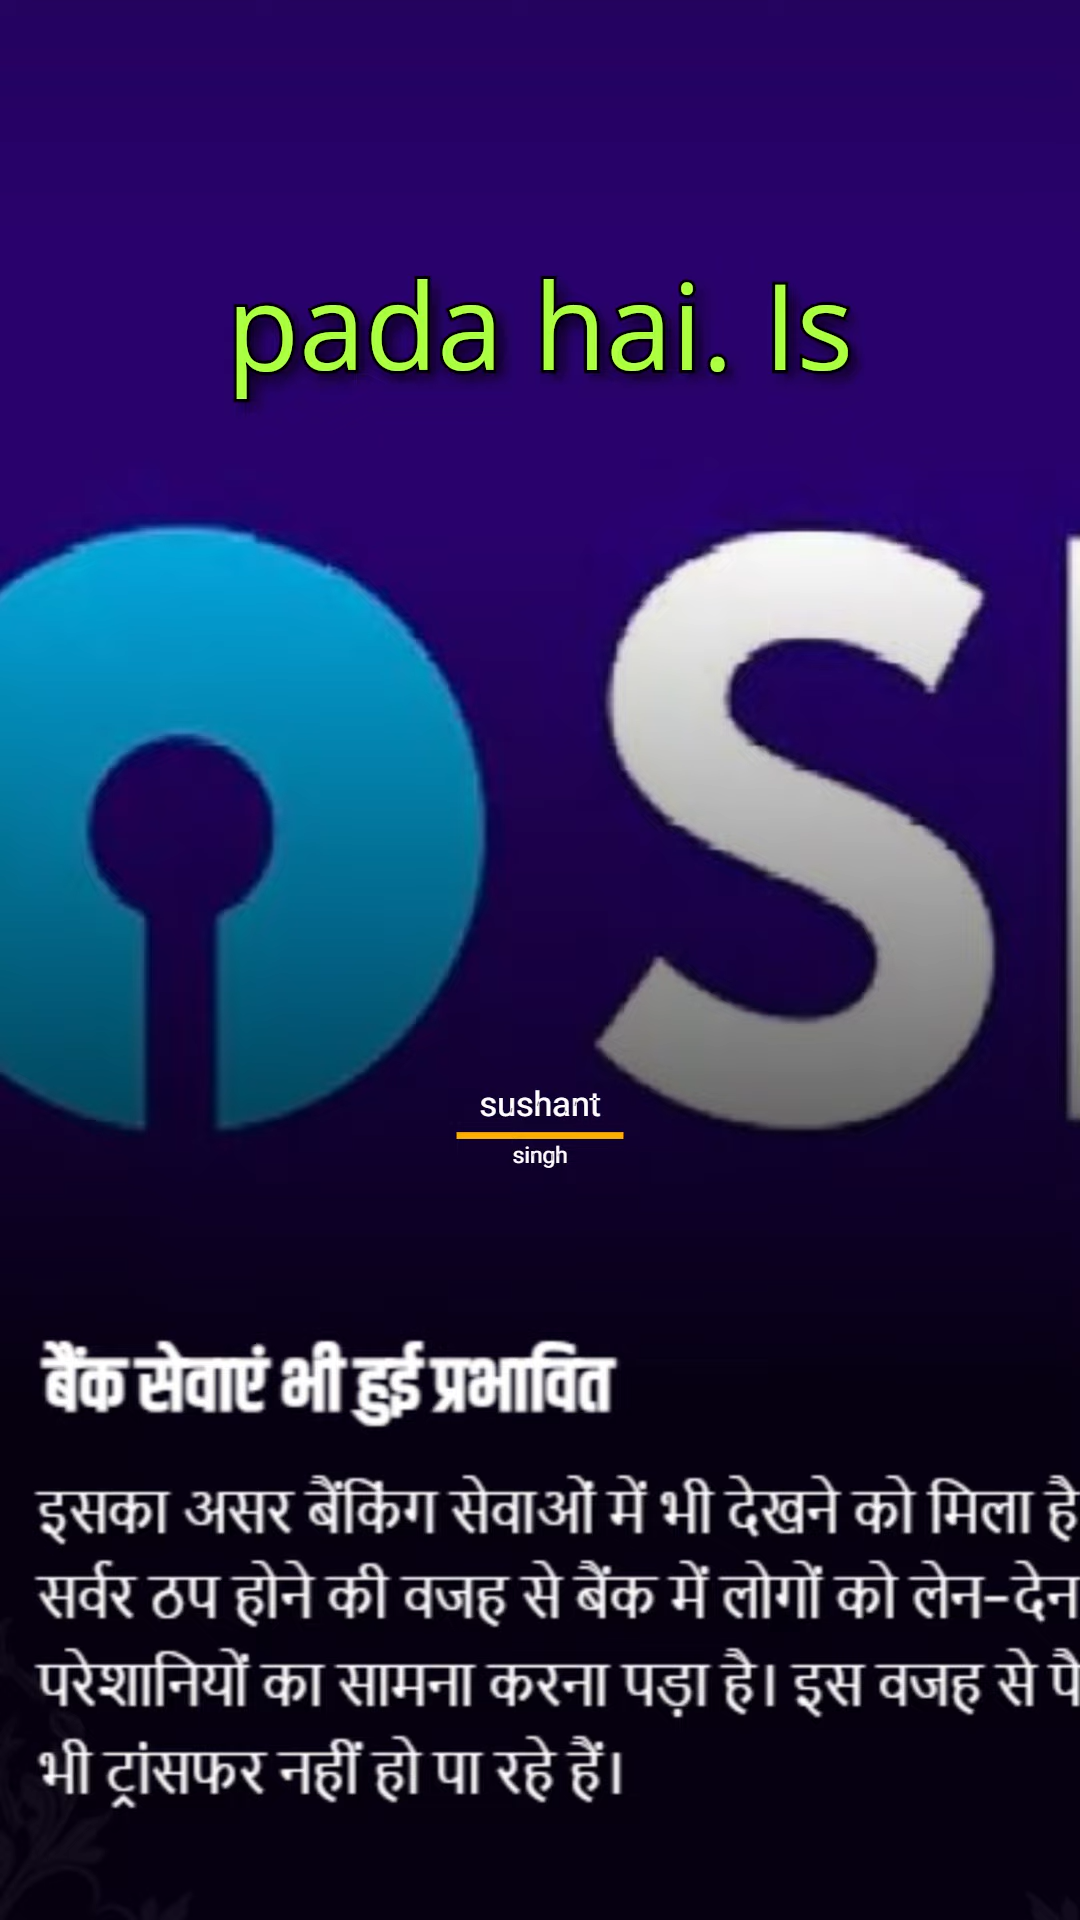 pada hai. Is
S
sushant
singh
बैंक सेवाएं भी हुई प्रभावित
इसका असर बैंकिंग सेवाओं में भी देखने को मिला है
सर्वर ठप होने की वजह से बैंक में लोगों को लेन-देन
परेशानियों का सामना करना पड़ा है। इस वजह से
भी ट्रांसफर नहीं हो पा रहे हैं।